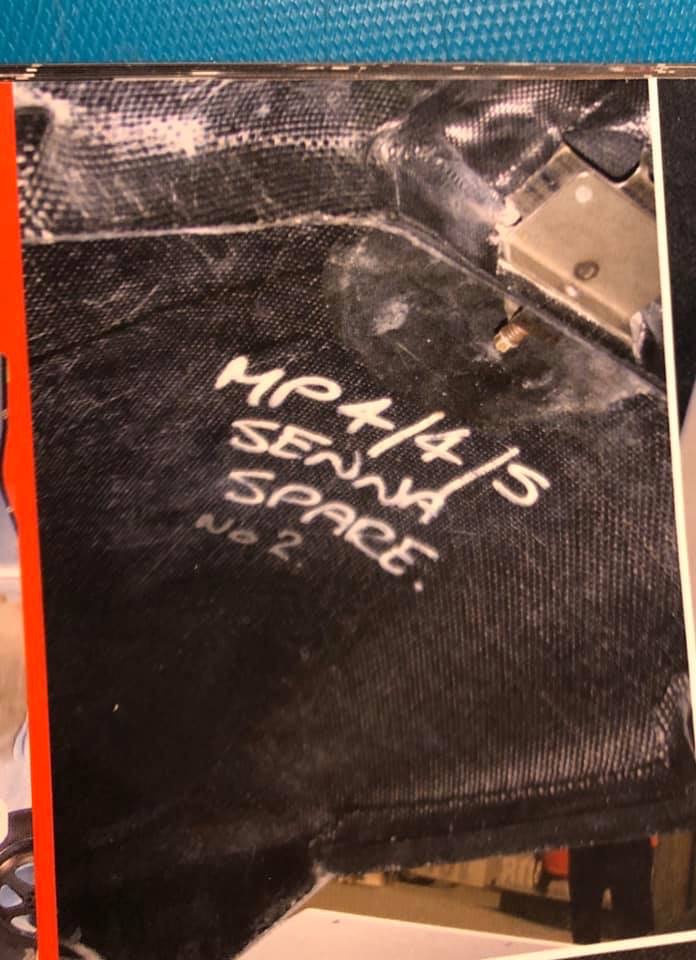 MP4/4/5
SENNA
SPARE.
No 2.